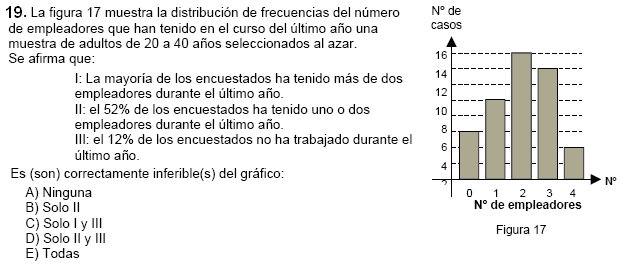 19. La figura 17 muestra la distribución de frecuencias del número
de empleadores que han tenido en el curso del último año una
muestra de adultos de 20 a 40 años seleccionados al azar.
Se afirma que:
I: La mayoría de los encuestados ha tenido más de dos
empleadores durante el último año.
II: el 52% de los encuestados ha tenido uno o dos
empleadores durante el último año.
III: el 12% de los encuestados no ha trabajado durante el
último año.
Es (son) correctamente inferible(s) del gráfico:
A) Ninguna
B) Solo II
C) Solo I y III
D) Solo II y III
E) Todas
Nº de
casos
16
14
12
10
8
6
4
0 1 2 3 4
Nº
Nº de empleadores
Figura 17